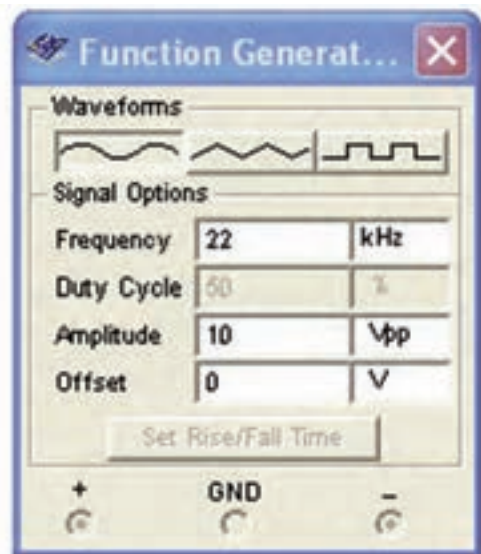 Function Generat...
Waveforms
Signal Options
Frequency 22 kHz
Duty Cycle 50 %
Amplitude 10 Vpp
Offset 0 V
Set Rise/Fall Time
+ GND -